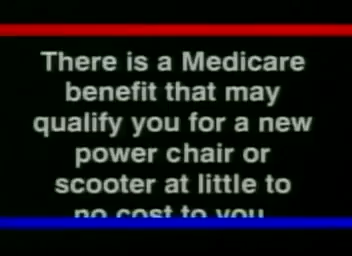 There is a Medicare
benefit that may
qualify you for a new
power chair or
scooter at little to
no cost to you